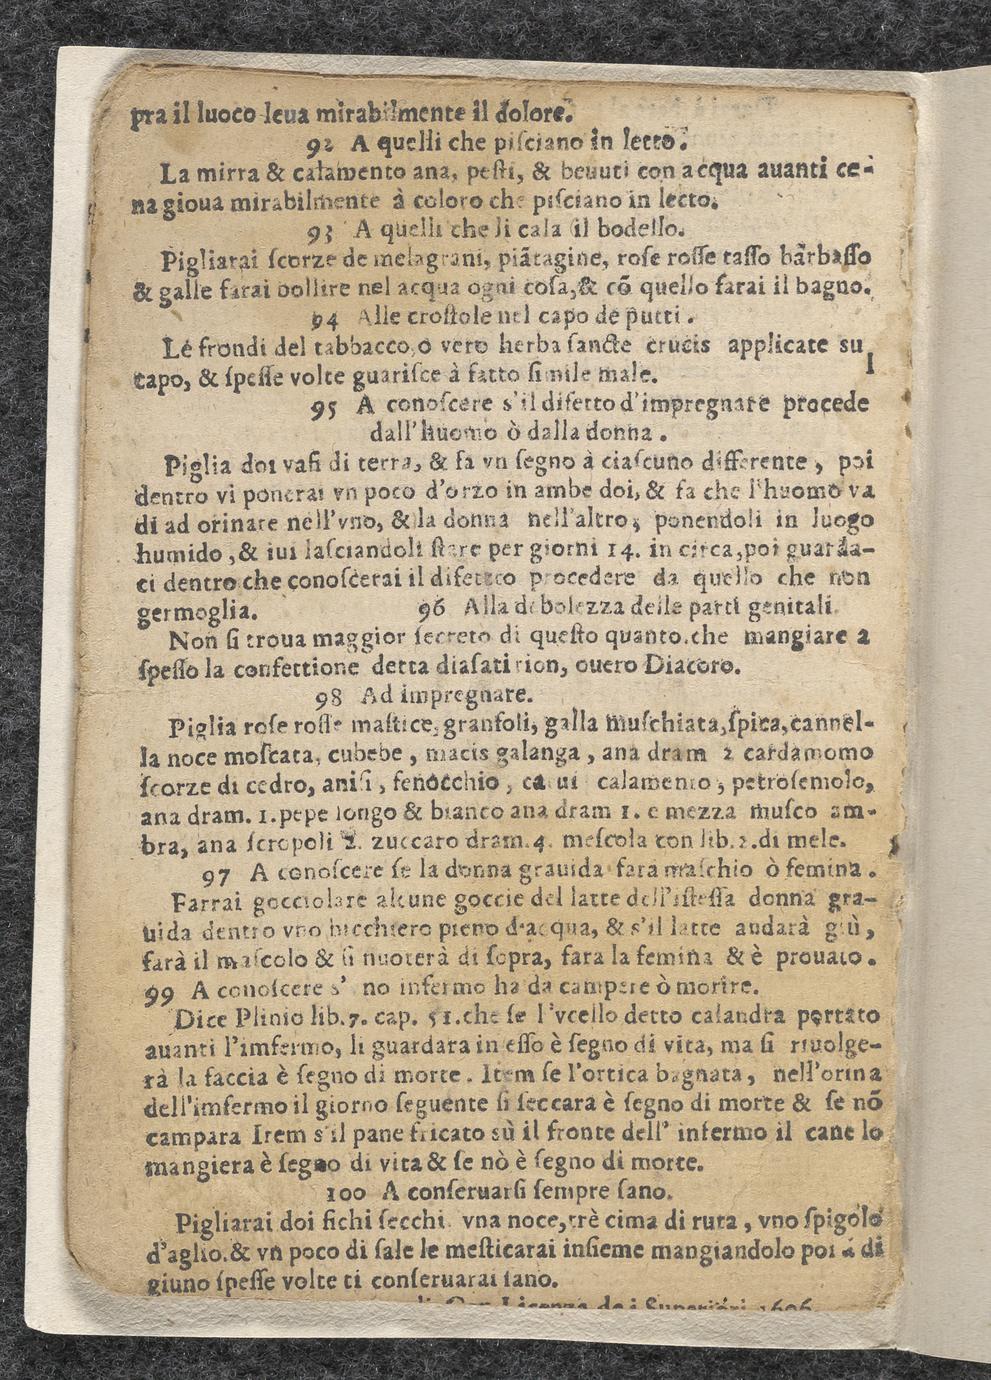 pra il luoco leua mirabilmente il dolore.
92 A quelli che piſciano in letto.
La mirra & calamento ana, peſti, & beuuti con acqua auanti ce-
na gioua mirabilmente à coloro che piſciano in letto.
93 A quelli che li cala il bodello.
Pigliarai ſcorze de melagrani, piātagine, roſe roſſe taſſo barbaſſo
& galle farai bollire nel acqua ogni coſa, & cō quello farai il bagno.
94 Alle croſtole nel capo de putti.
Le frondi del tabbacco, o vero herba ſancte crucis applicate su l
capo, & ſpeſſe volte guariſce à fatto ſimile male.
95 A conoſcere s'il difetto d'impregnare procede
dall'huomo ò dalla donna.
Piglia doi vaſi di terra, & fa vn ſegno à ciaſcuno differente, poi
dentro vi ponerai vn poco d'orzo in ambe doi, & fa che l'huomo va
di ad orinare nell'vno, & la donna nell'altro, ponendoli in luogo
humido, & iui laſciandoli ſtare per giorni 14. in circa, poi guarda-
ci dentro che conoſcerai il difetto procedere da quello che non
germoglia. 96 Alla debolezza delle parti genitali.
Non ſi troua maggior ſecreto di queſto quanto che mangiare a
ſpeſſo la confettione detta diaſatirion, ouero Diacoro.
98 Ad impregnare.
Piglia roſe roſſe maſtice, granfoli, galla muſchiata, ſpica, cannel-
la noce moſcata, cubebe, macis galanga, ana dram 2 cardamomo
ſcorze di cedro, aniſi, fenocchio, calamento, petroſemolo,
ana dram. 1. pepe longo & bianco ana dram 1. e mezza muſco am-
bra, ana ſcropoli 2. zuccaro dram. 4. meſcola con lib. 2. di mele.
97 A conoſcere ſe la donna grauida fara maſchio ò femina.
Farrai gocciolare alcune goccie del latte dell'iſteſſa donna gra-
uida dentro vno bicchiero pieno d'acqua, & s'il latte andarà giù,
farà il maſcolo & ſi nuoterà di ſopra, fara la femina & è prouato.
99 A conoſcere s' no infermo ha da campare ò morire.
Dice Plinio lib. 7. cap. 51. che ſe l'vcello detto calandra portato
auanti l'imfermo, li guardara in eſſo è ſegno di vita, ma ſi riuolge-
rà la faccia è ſegno di morte. Item ſe l'ortica bagnata, nell'orina
dell'imfermo il giorno ſeguente ſi ſeccara è ſegno di morte & ſe nō
campara Irem s'il pane fricato sù il fronte dell' infermo il cane lo
mangiera è ſegno di vita & ſe nò è ſegno di morte.
100 A conſeruarſi ſempre ſano.
Pigliarai doi fichi ſecchi vna noce, trè cima di ruta, vno ſpigolo
d'aglio. & vn poco di ſale le meſticarai inſieme mangiandolo poi à di
giuno ſpeſſe volte ti conſeruarai ſano.
Con Licenza de i Superiori. 1606